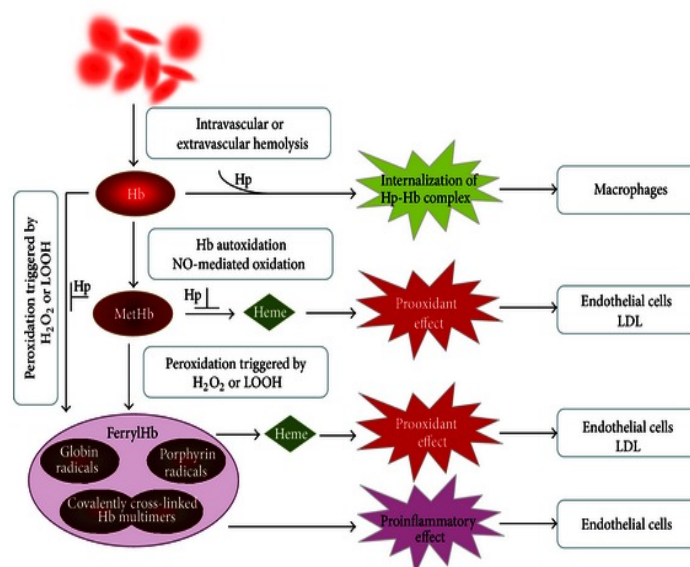 Intravascular or
extravascular hemolysis
Hb
Hp
Internalization of
Hp-Hb complex
Macrophages
Peroxidation triggered by
H₂O₂ or LOOH
Hb autoxidation
NO-mediated oxidation
Hp
Hp
MetHb
Heme
Prooxidant
effect
Endothelial cells
LDL
Peroxidation triggered by
H₂O₂ or LOOH
FerrylHb
Globin
radicals
Porphyrin
radicals
Covalently cross-linked
Hb multimers
Heme
Prooxidant
effect
Endothelial cells
LDL
Proinflammatory
effect
Endothelial cells